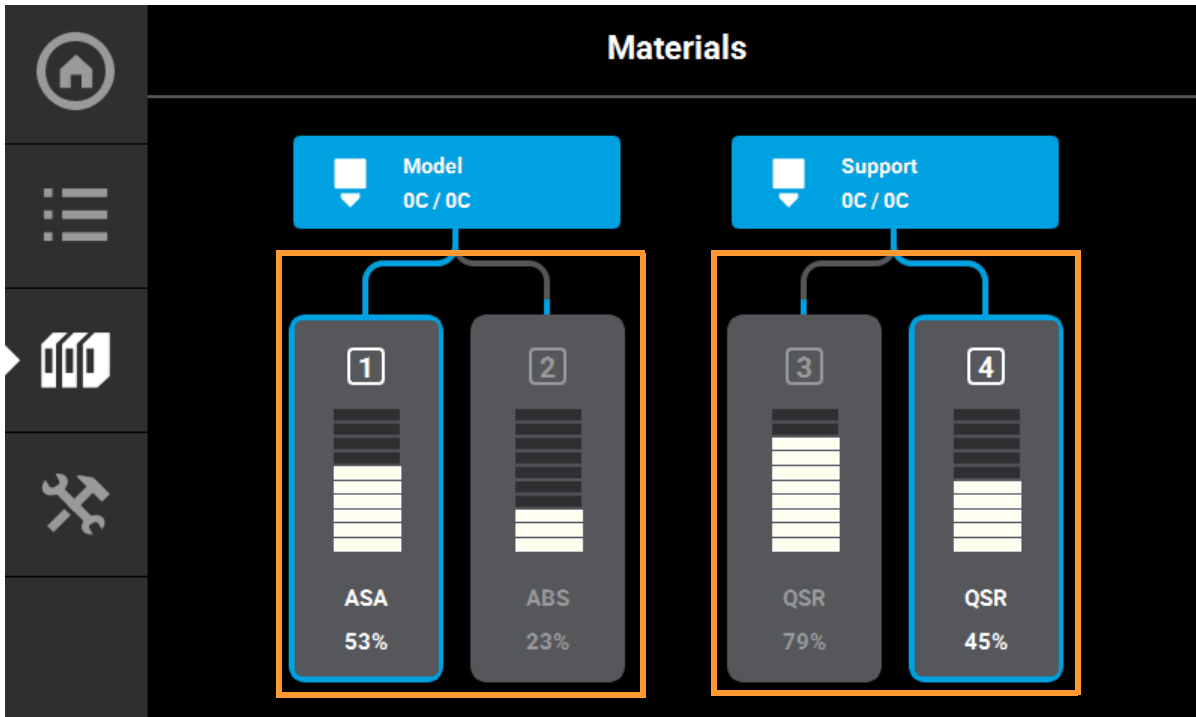 Materials
Model
0C / 0C
Support
0C / 0C
1
2
3
4
ASA
ABS
QSR
QSR
53%
23%
79%
45%